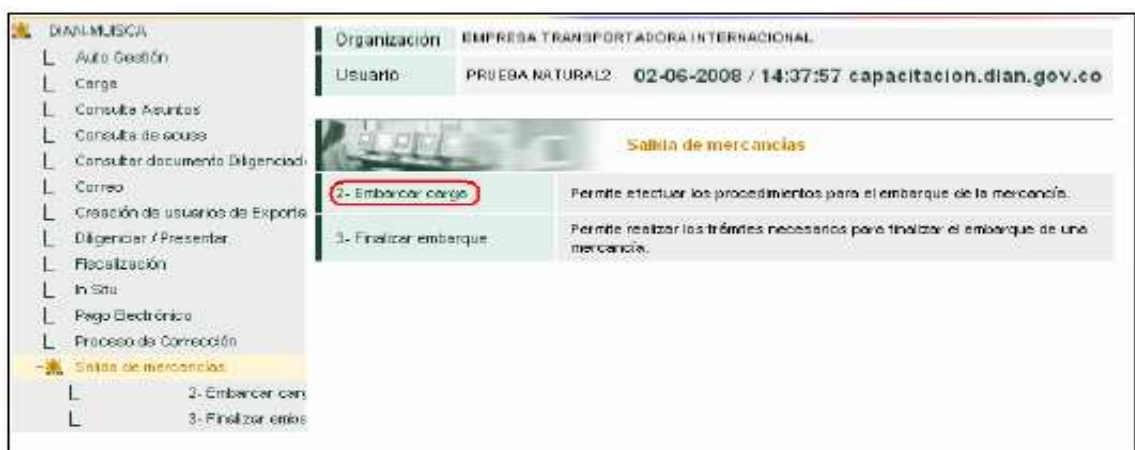 DIAN-MUISCA
Auto Gestión
Carga
Consulta Asuntos
Consulta de acuse
Consultar documento Diligenciad
Correo
Creación de usuarios de Exporta
Diligenciar / Presentar
Fiscalización
In Situ
Pago Electrónico
Proceso de Corrección
Salida de mercancías
2- Embarcar carg
3- Finalizar emba
Organización EMPRESA TRANSPORTADORA INTERNACIONAL
Usuario PRUEBA NATURAL2 02-06-2008 / 14:37:57 capacitacion.dian.gov.co
Salida de mercancías
2- Embarcar carga Permite efectuar los procedimientos para el embarque de la mercancía.
3- Finalizar embarque Permite realizar los trámites necesarios para finalizar el embarque de una
mercancía.